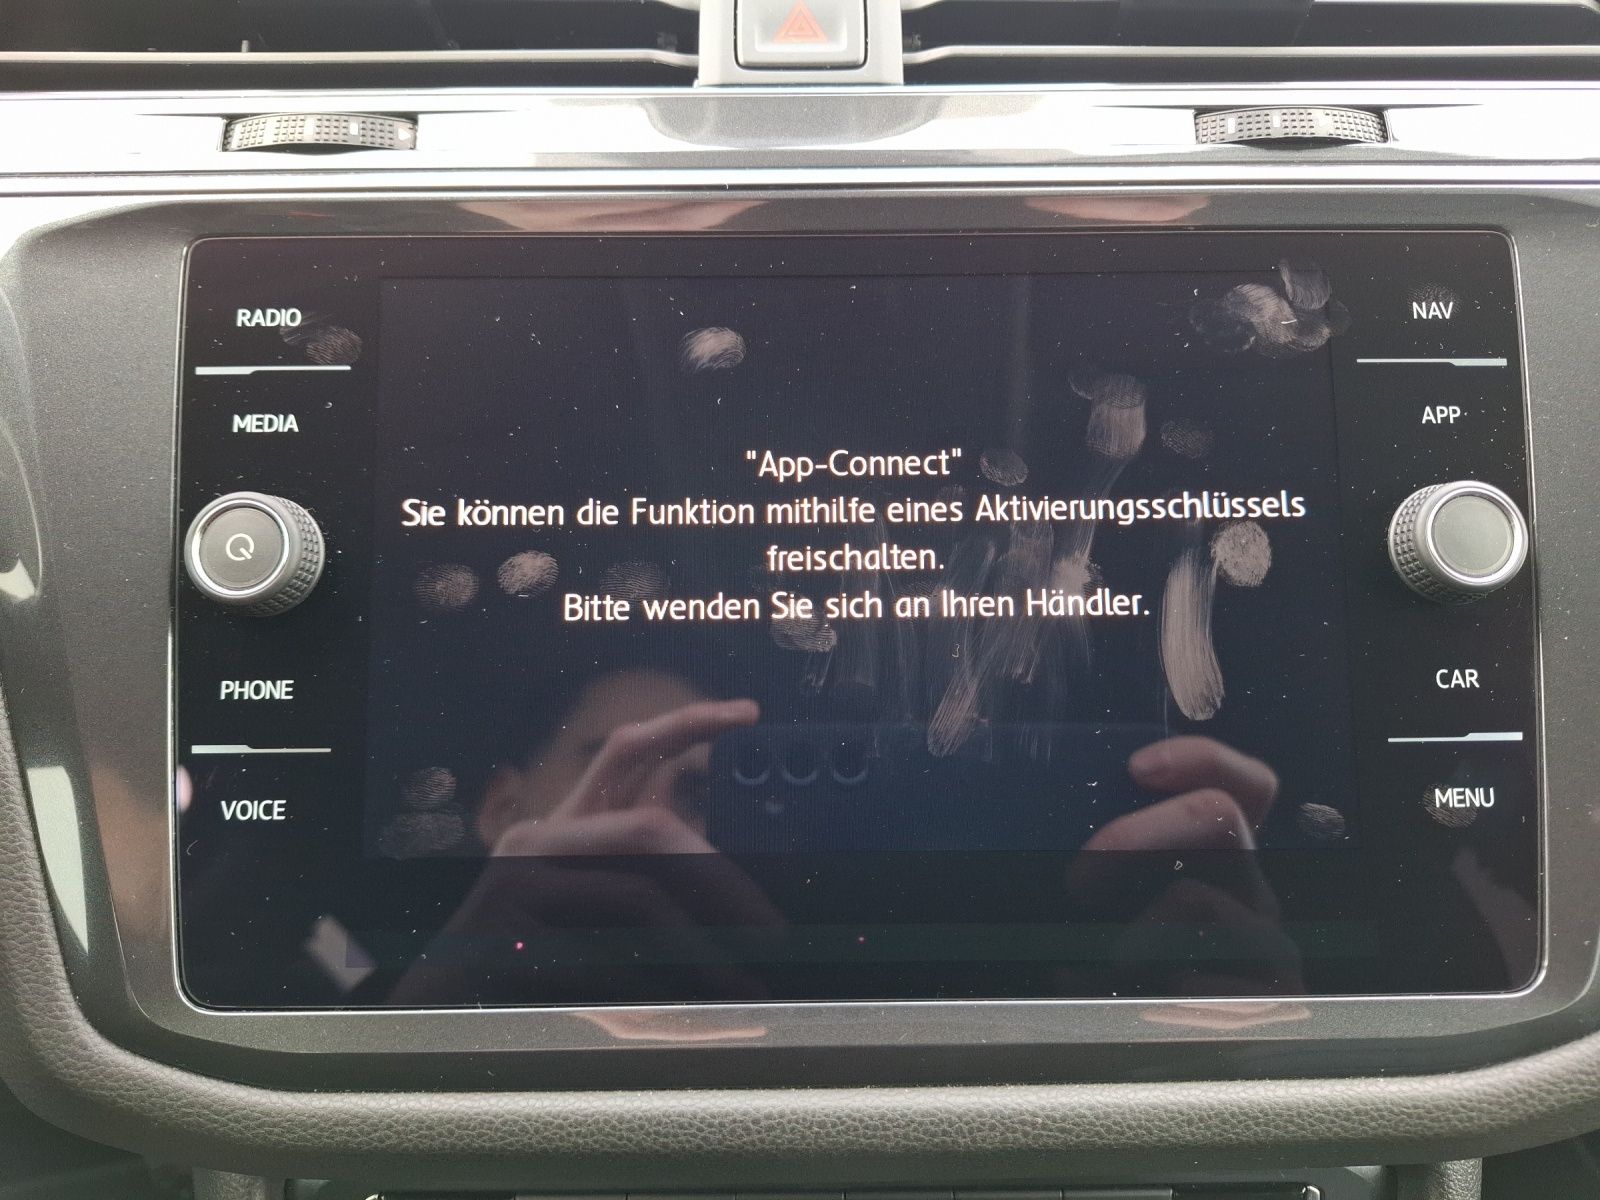 RADIO
MEDIA
PHONE
VOICE
"App-Connect"
Sie können die Funktion mithilfe eines Aktivierungsschlüssels
freischalten.
Bitte wenden Sie sich an Ihren Händler.
NAV
APP
CAR
MENU